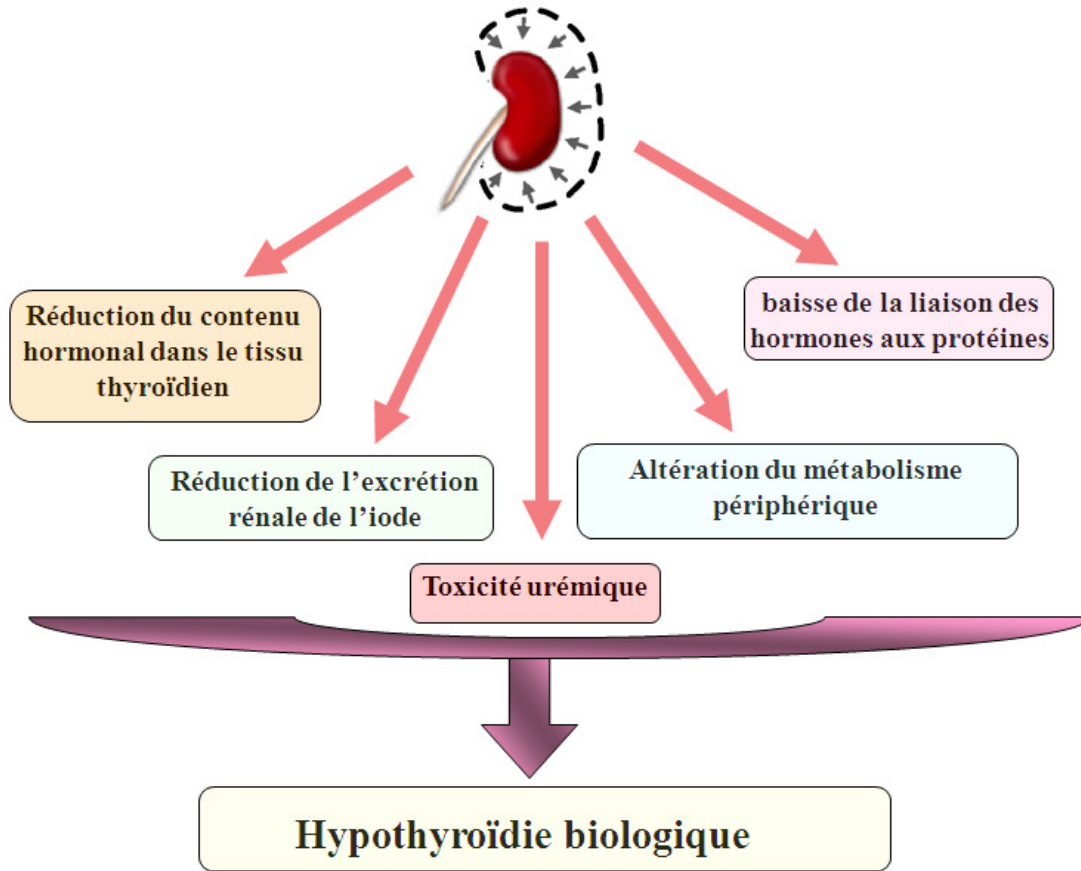 Réduction du contenu
hormonal dans le tissu
thyroïdien
baisse de la liaison des
hormones aux protéines
Réduction de l'excrétion
rénale de l'iode
Altération du métabolisme
périphérique
Toxicité urémique
Hypothyroïdie biologique